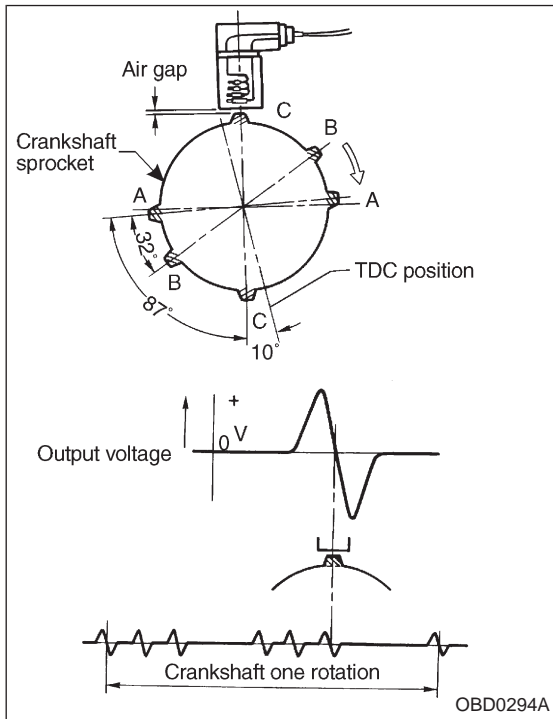 Air gap
C
Crankshaft
sprocket
B
A
A
32°
B
TDC position
87°
C
10°
+
0 V
Output voltage
Crankshaft one rotation
OBD0294A